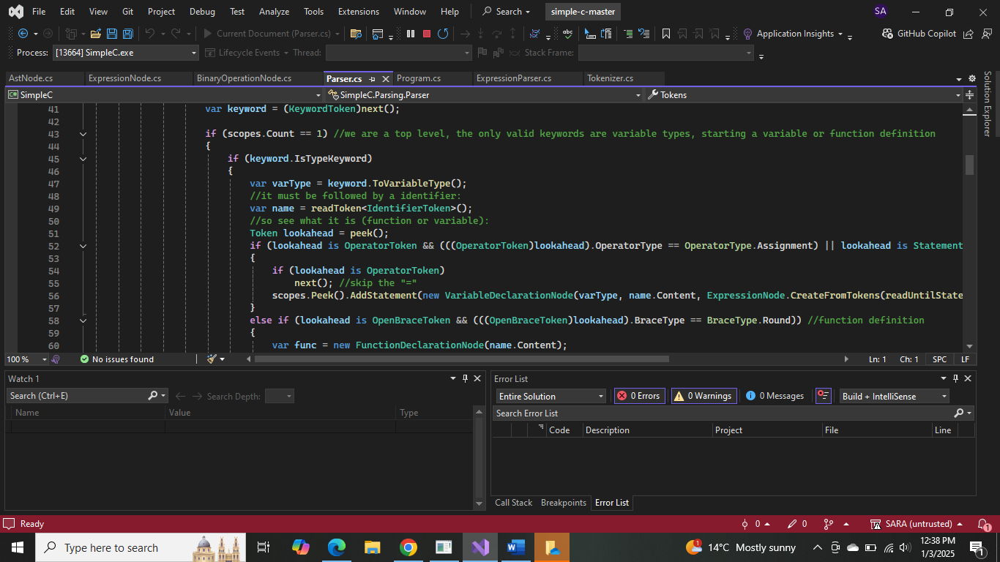 File Edit View Git Project Debug Test Analyze Tools Extensions Window Help Search simple-c-master SA
Current Document (Parser.cs) Application Insights GitHub Copilot
Process: [13664] SimpleC.exe Lifecycle Events Thread: Stack Frame:
AstNode.cs ExpressionNode.cs BinaryOperationNode.cs Parser.cs Program.cs ExpressionParser.cs Tokenizer.cs
Solution Explorer
C# SimpleC SimpleC.Parsing.Parser Tokens
41 var keyword = (KeywordToken)next();
42
43 if (scopes.Count == 1) //we are a top level, the only valid keywords are variable types, starting a variable or function definition
44 {
45 if (keyword.IsTypeKeyword)
46 {
47 var varType = keyword.ToVariableType();
48 //it must be followed by a identifier:
49 var name = readToken<IdentifierToken>();
50 //so see what it is (function or variable):
51 Token lookahead = peek();
52 if (lookahead is OperatorToken && (((OperatorToken)lookahead).OperatorType == OperatorType.Assignment) || lookahead is Statement
53 {
54 if (lookahead is OperatorToken)
55 next(); //skip the "="
56 scopes.Peek().AddStatement(new VariableDeclarationNode(varType, name.Content, ExpressionNode.CreateFromTokens(readUntilState
57 }
58 else if (lookahead is OpenBraceToken && (((OpenBraceToken)lookahead).BraceType == BraceType.Round)) //function definition
59 {
60 var func = new FunctionDeclarationNode(name.Content);
100 % No issues found Ln: 1 Ch: 1 SPC LF
Watch 1
Search (Ctrl+E) Search Depth:
Name Value Type
Error List
Entire Solution 0 Errors 0 Warnings 0 Messages Build + IntelliSense
Search Error List
Code Description Project File Line
Call Stack Breakpoints Error List
Ready 0 0 SARA (untrusted) 1
Type here to search 1 14°C Mostly sunny 12:38 PM
1/3/2025 1